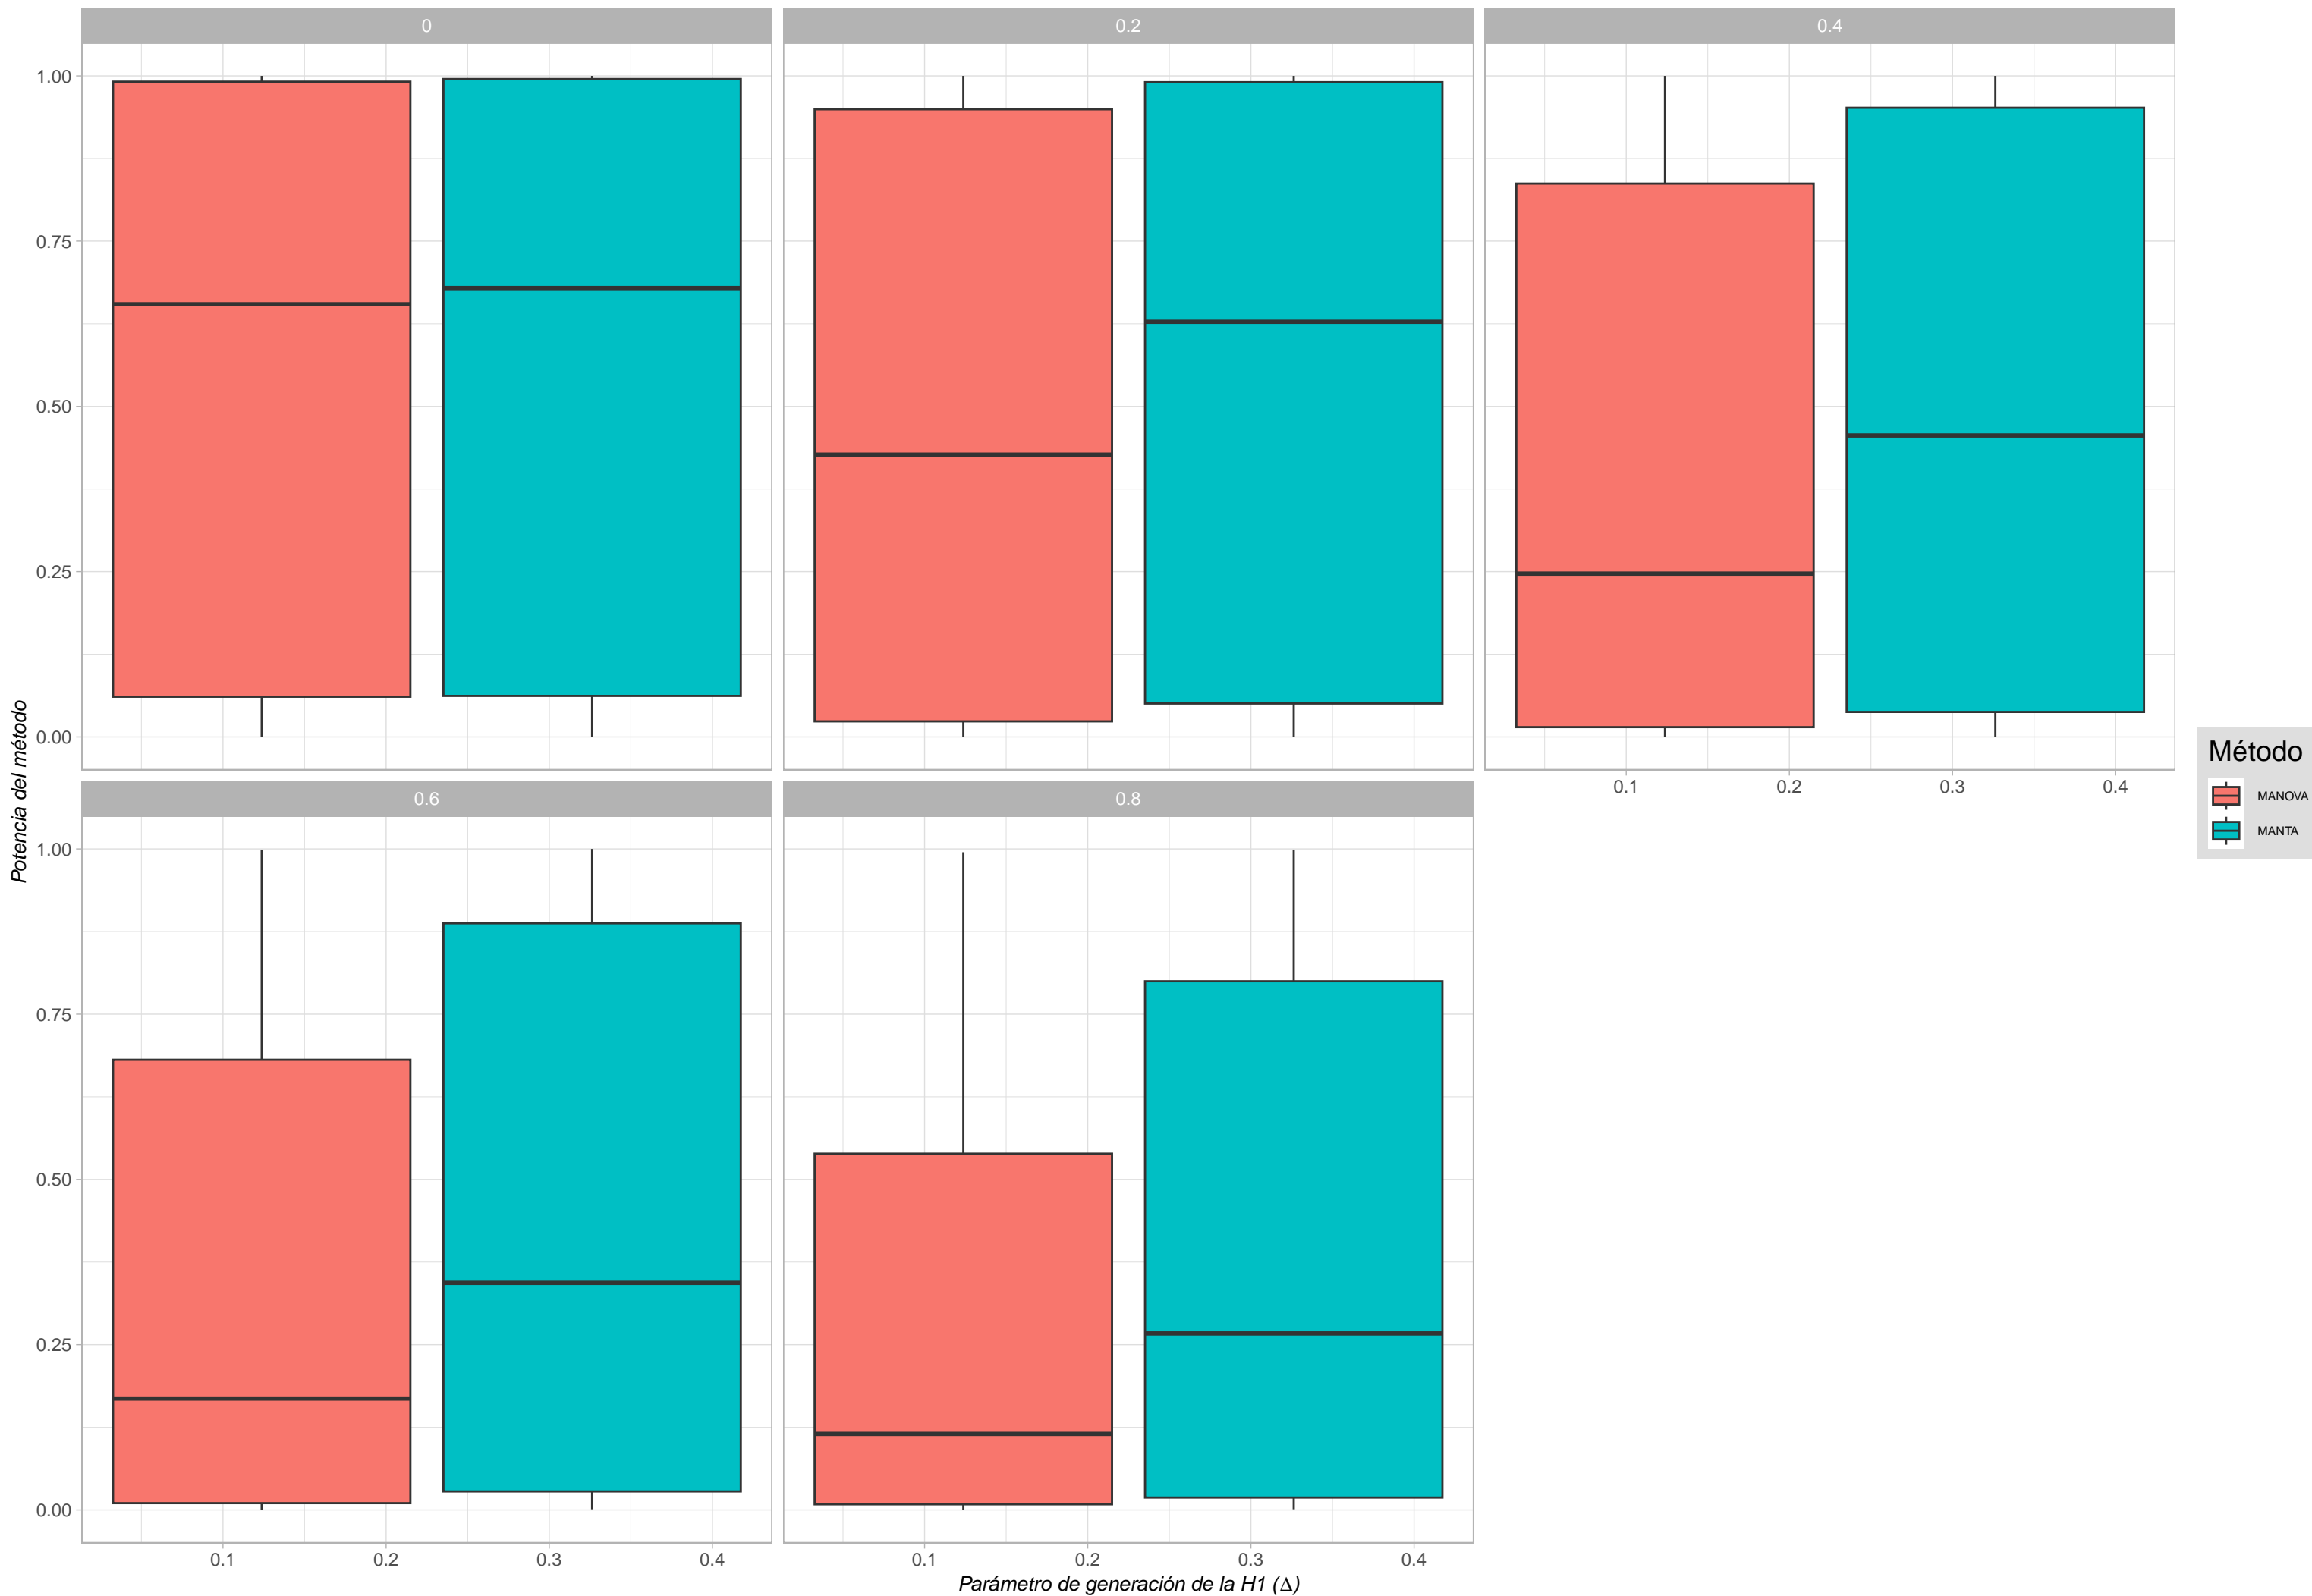 0
0.2
0.4
1.00
0.75
0.50
0.25
0.00
0.1 0.2 0.3 0.4
Potencia del método
0.6
0.8
1.00
0.75
0.50
0.25
0.00
0.1 0.2 0.3 0.4
0.1 0.2 0.3 0.4
Parámetro de generación de la H1 (Δ)
Método
MANOVA
MANTA